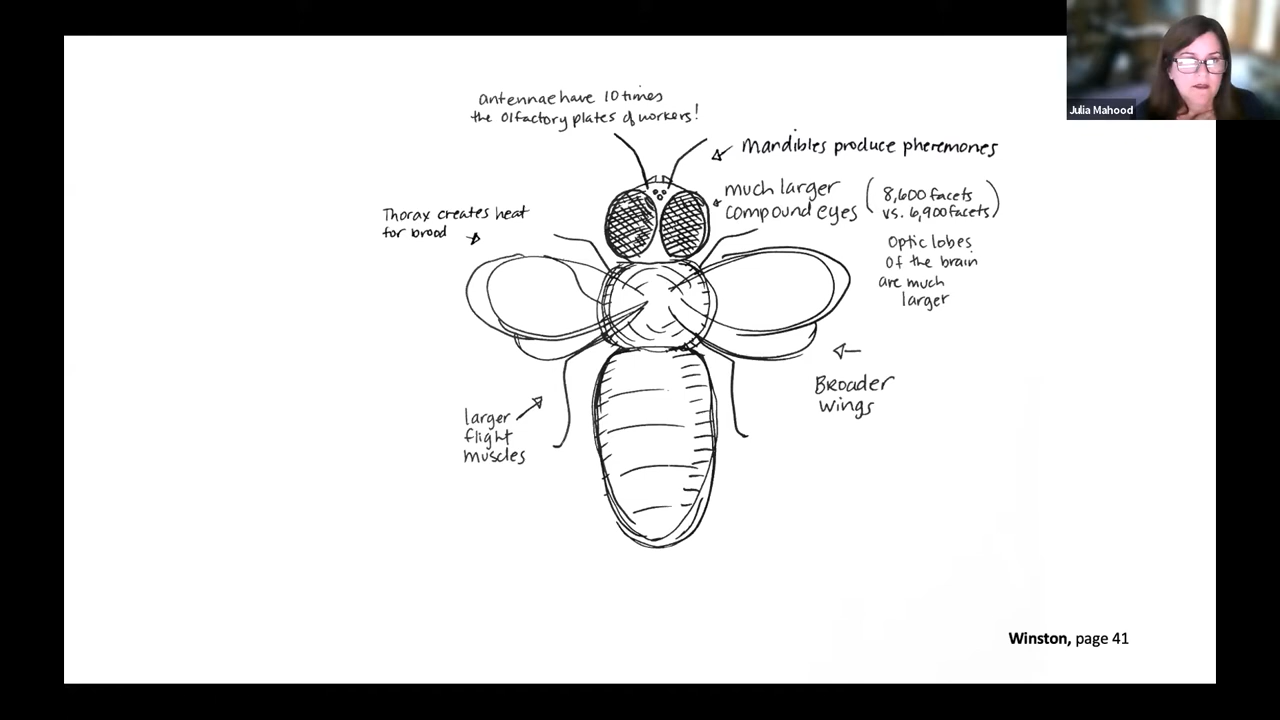 Julia Mahood
antennae have 10 times
the olfactory plates of workers!
Mandibles produce pheremones
much larger
compound eyes
(8,600 facets
vs. 6,900 facets)
Optic lobes
of the brain
are much
larger
Thorax creates heat
for brood
Broader
wings
larger
flight
muscles
Winston, page 41